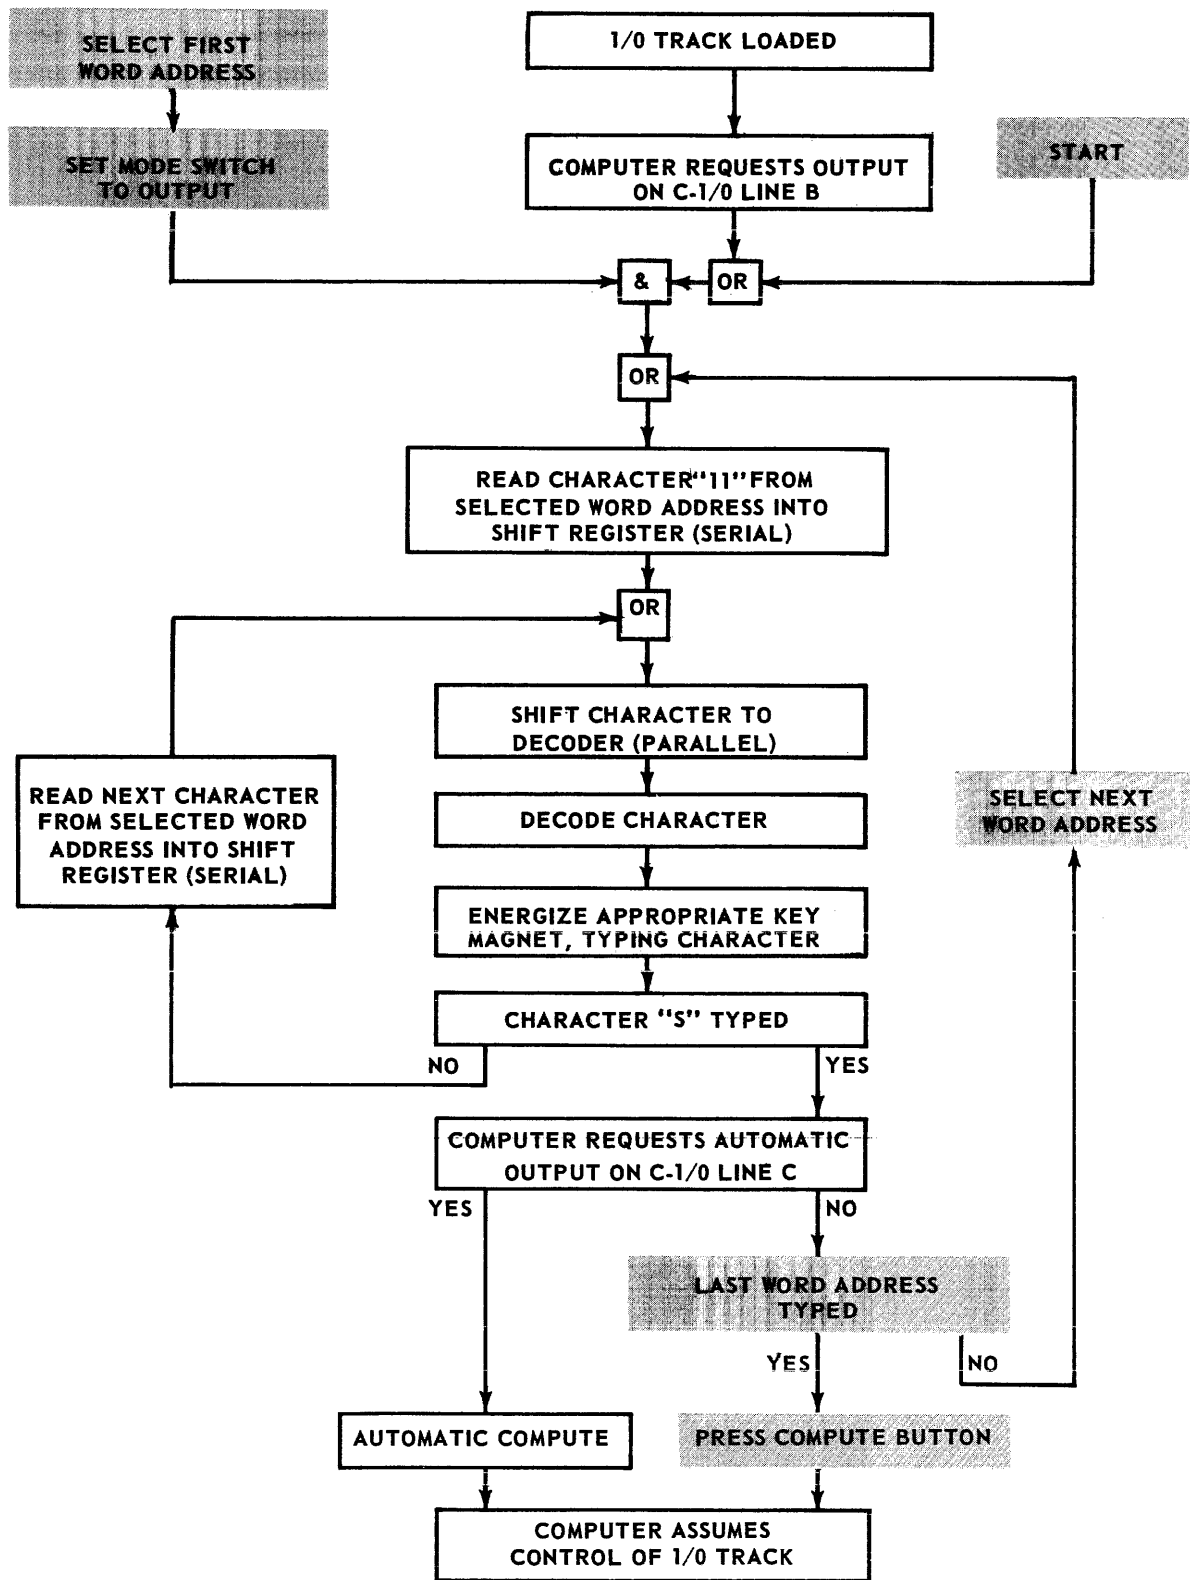 SELECT FIRST
WORD ADDRESS
1/0 TRACK LOADED
SET MODE SWITCH
TO OUTPUT
COMPUTER REQUESTS OUTPUT
ON C-1/0 LINE B
START
&
OR
OR
READ CHARACTER "11" FROM
SELECTED WORD ADDRESS INTO
SHIFT REGISTER (SERIAL)
OR
SHIFT CHARACTER TO
DECODER (PARALLEL)
READ NEXT CHARACTER
FROM SELECTED WORD
ADDRESS INTO SHIFT
REGISTER (SERIAL)
DECODE CHARACTER
SELECT NEXT
WORD ADDRESS
ENERGIZE APPROPRIATE KEY
MAGNET, TYPING CHARACTER
CHARACTER "S" TYPED
NO
YES
COMPUTER REQUESTS AUTOMATIC
OUTPUT ON C-1/0 LINE C
YES
NO
LAST WORD ADDRESS
TYPED
YES
NO
AUTOMATIC COMPUTE
PRESS COMPUTE BUTTON
COMPUTER ASSUMES
CONTROL OF 1/0 TRACK